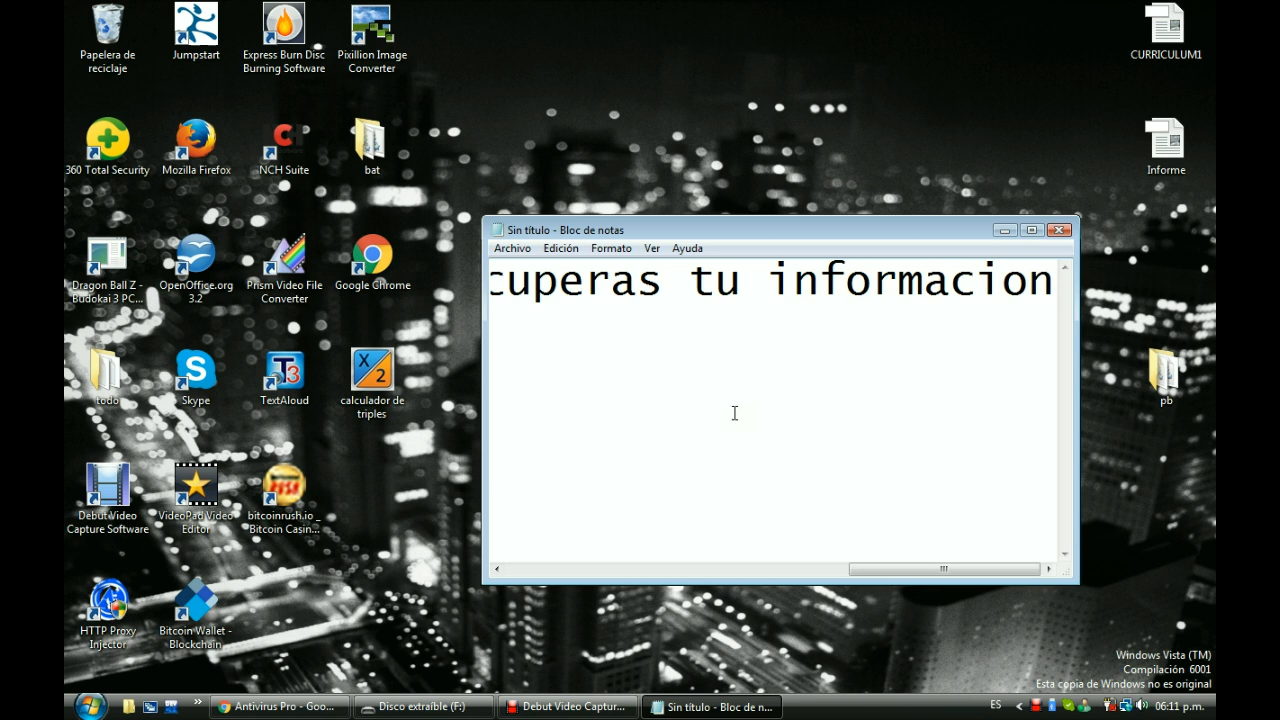 Papelera de
reciclaje
Jumpstart
Express Burn Disc
Burning Software
Pixillion Image
Converter
CURRICULUM1
360 Total Security
Mozilla Firefox
NCH Suite
bat
Informe
Sin título - Bloc de notas
Archivo Edición Formato Ver Ayuda
cuperas tu informacion
Dragon Ball Z -
Budokai 3 PC...
OpenOffice.org
3.2
Prism Video File
Converter
Google Chrome
todo
Skype
TextAloud
calculador de
triples
pb
Debut Video
Capture Software
VideoPad Video
Editor
bitcoinrush.io _
Bitcoin Casin...
HTTP Proxy
Injector
Bitcoin Wallet -
Blockchain
Windows Vista (TM)
Compilación 6001
Esta copia de Windows no es original
Antivirus Pro - Goo...
Disco extraíble (F:)
Debut Video Captur...
Sin título - Bloc de n...
ES
06:11 p.m.